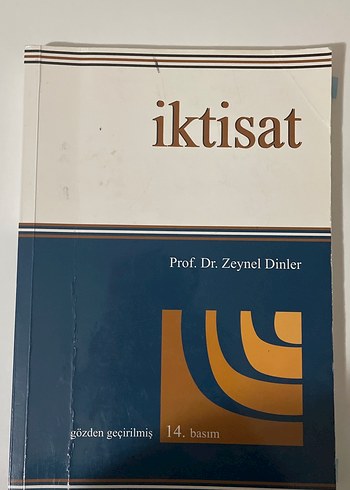 iktisat
Prof. Dr. Zeynel Dinler
gözden geçirilmiş 14. basım